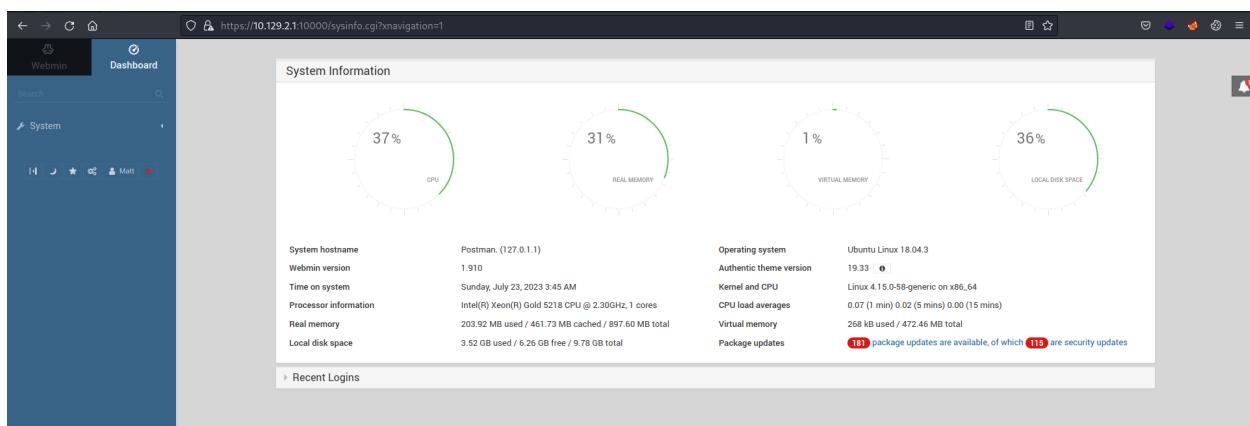 https://10.129.2.1:10000/sysinfo.cgi?xnavigation=1
Webmin
Dashboard
Search
System
Matt
System Information
37%
CPU
31%
REAL MEMORY
1%
VIRTUAL MEMORY
36%
LOCAL DISK SPACE
System hostname Postman. (127.0.1.1) Operating system Ubuntu Linux 18.04.3
Webmin version 1.910 Authentic theme version 19.33
Time on system Sunday, July 23, 2023 3:45 AM Kernel and CPU Linux 4.15.0-58-generic on x86_64
Processor information Intel(R) Xeon(R) Gold 5218 CPU @ 2.30GHz, 1 cores CPU load averages 0.07 (1 min) 0.02 (5 mins) 0.00 (15 mins)
Real memory 203.92 MB used / 461.73 MB cached / 897.60 MB total Virtual memory 268 kB used / 472.46 MB total
Local disk space 3.52 GB used / 6.26 GB free / 9.78 GB total Package updates 181 package updates are available, of which 115 are security updates
Recent Logins